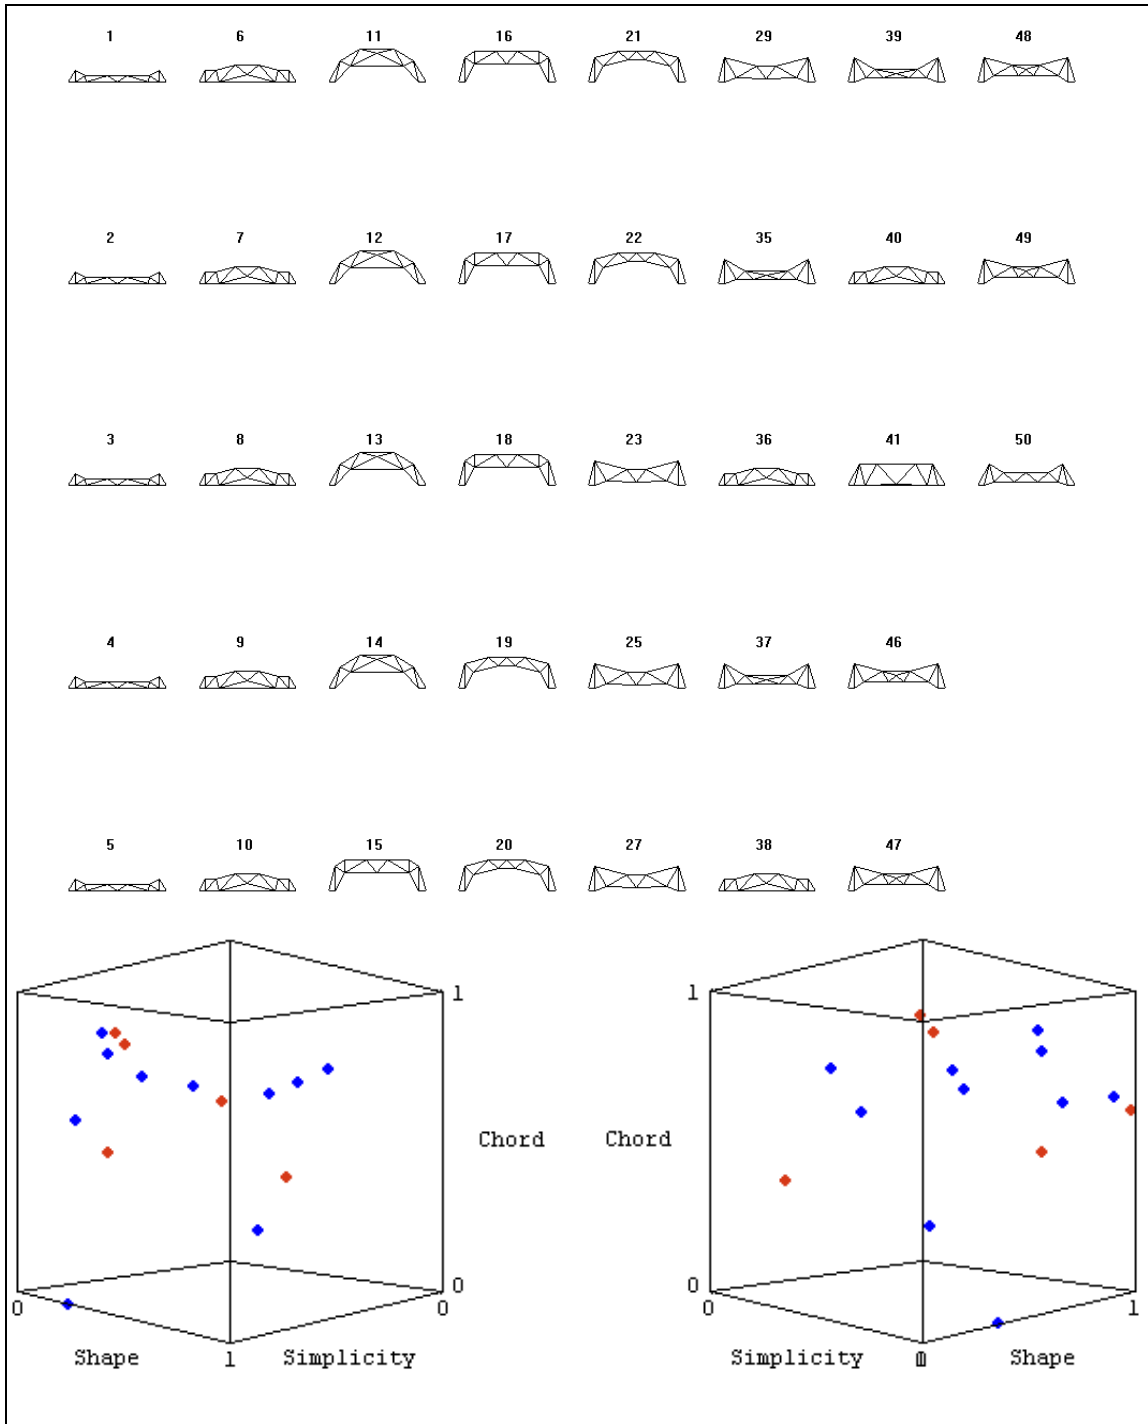 1 6 11 16 21 29 39 48
2 7 12 17 22 35 40 49
3 8 13 18 23 36 41 50
4 9 14 19 25 37 46
5 10 15 20 27 38 47
1 1
Chord Chord
0 0
0 0 0 1
Shape 1 Simplicity Simplicity Shape